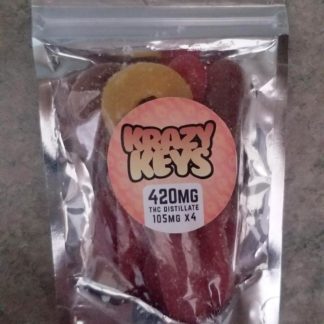 KRAZY
KEYS
420MG
THC DISTILLATE
105MG X4